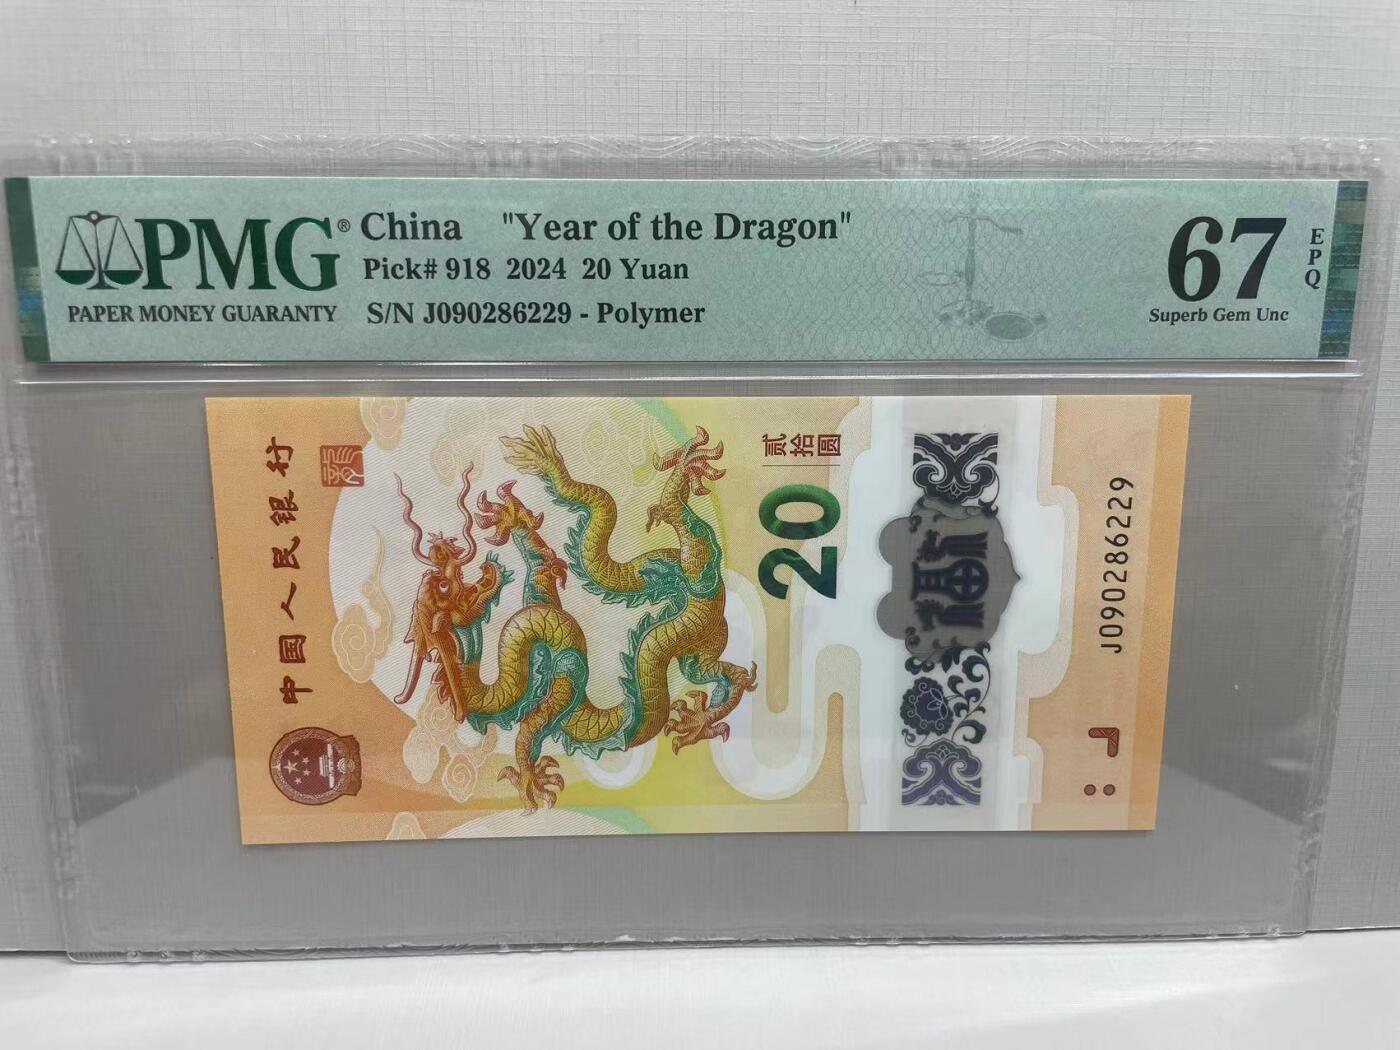 PMG®
PAPER MONEY GUARANTY
China "Year of the Dragon"
Pick# 918 2024 20 Yuan
S/N J090286229 - Polymer
67
EPQ
Superb Gem Unc
中国人民银行
贰拾圆
20
福
J090286229